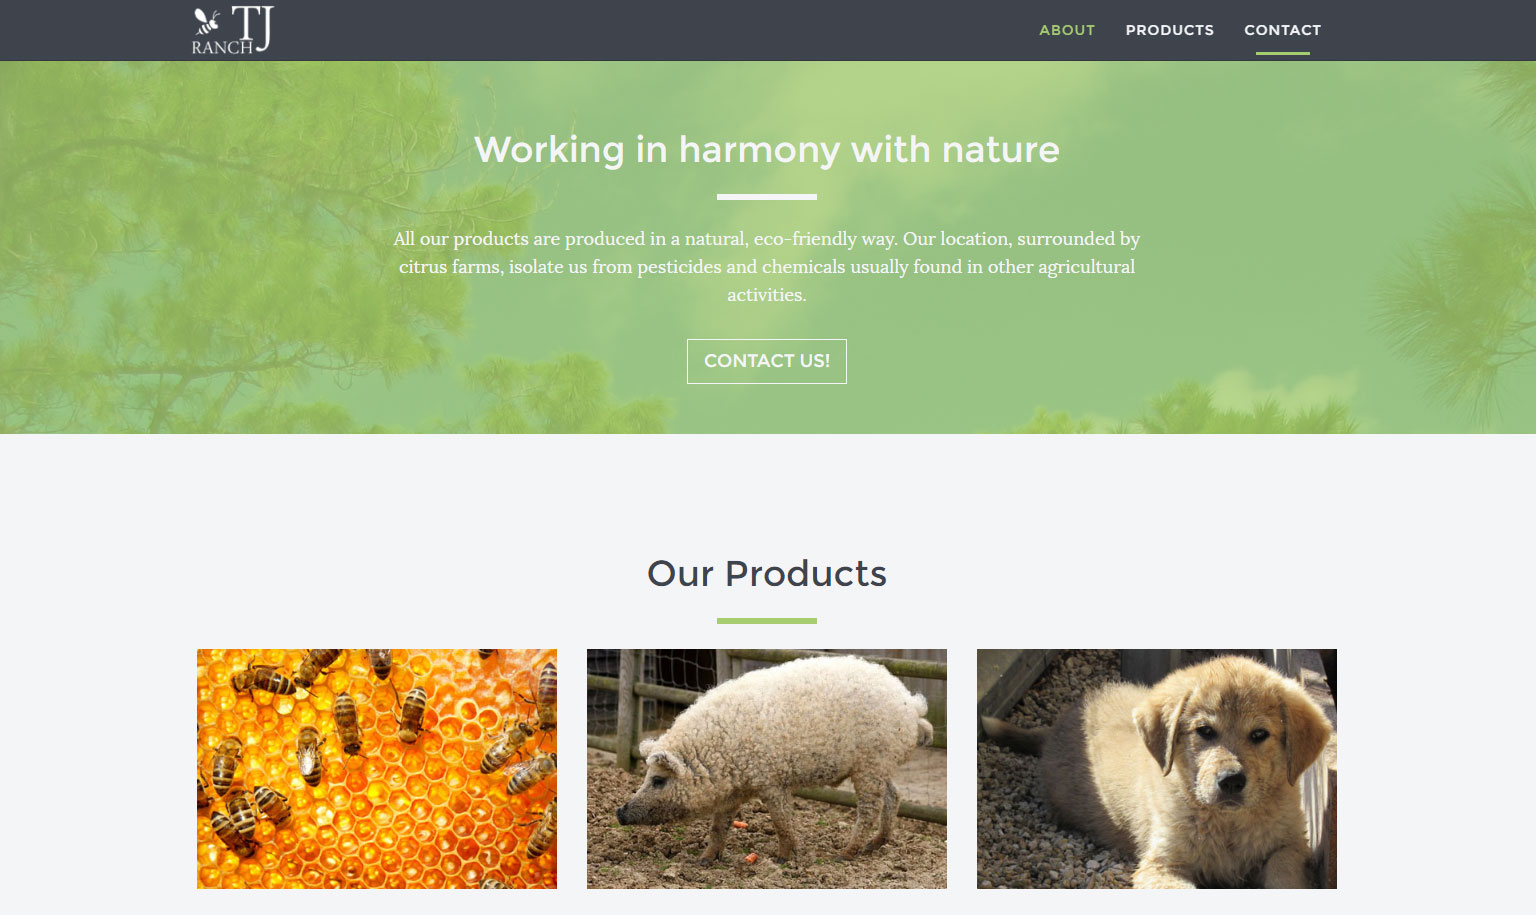 TJ
RANCH
ABOUT PRODUCTS CONTACT
Working in harmony with nature
All our products are produced in a natural, eco-friendly way. Our location, surrounded by
citrus farms, isolate us from pesticides and chemicals usually found in other agricultural
activities.
CONTACT US!
Our Products